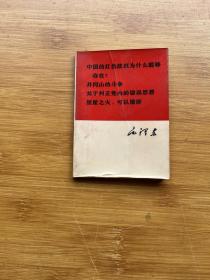 中国的红色政权为什么能够
存在？
井冈山的斗争
关于纠正党内的错误思想
星星之火，可以燎原
毛泽东